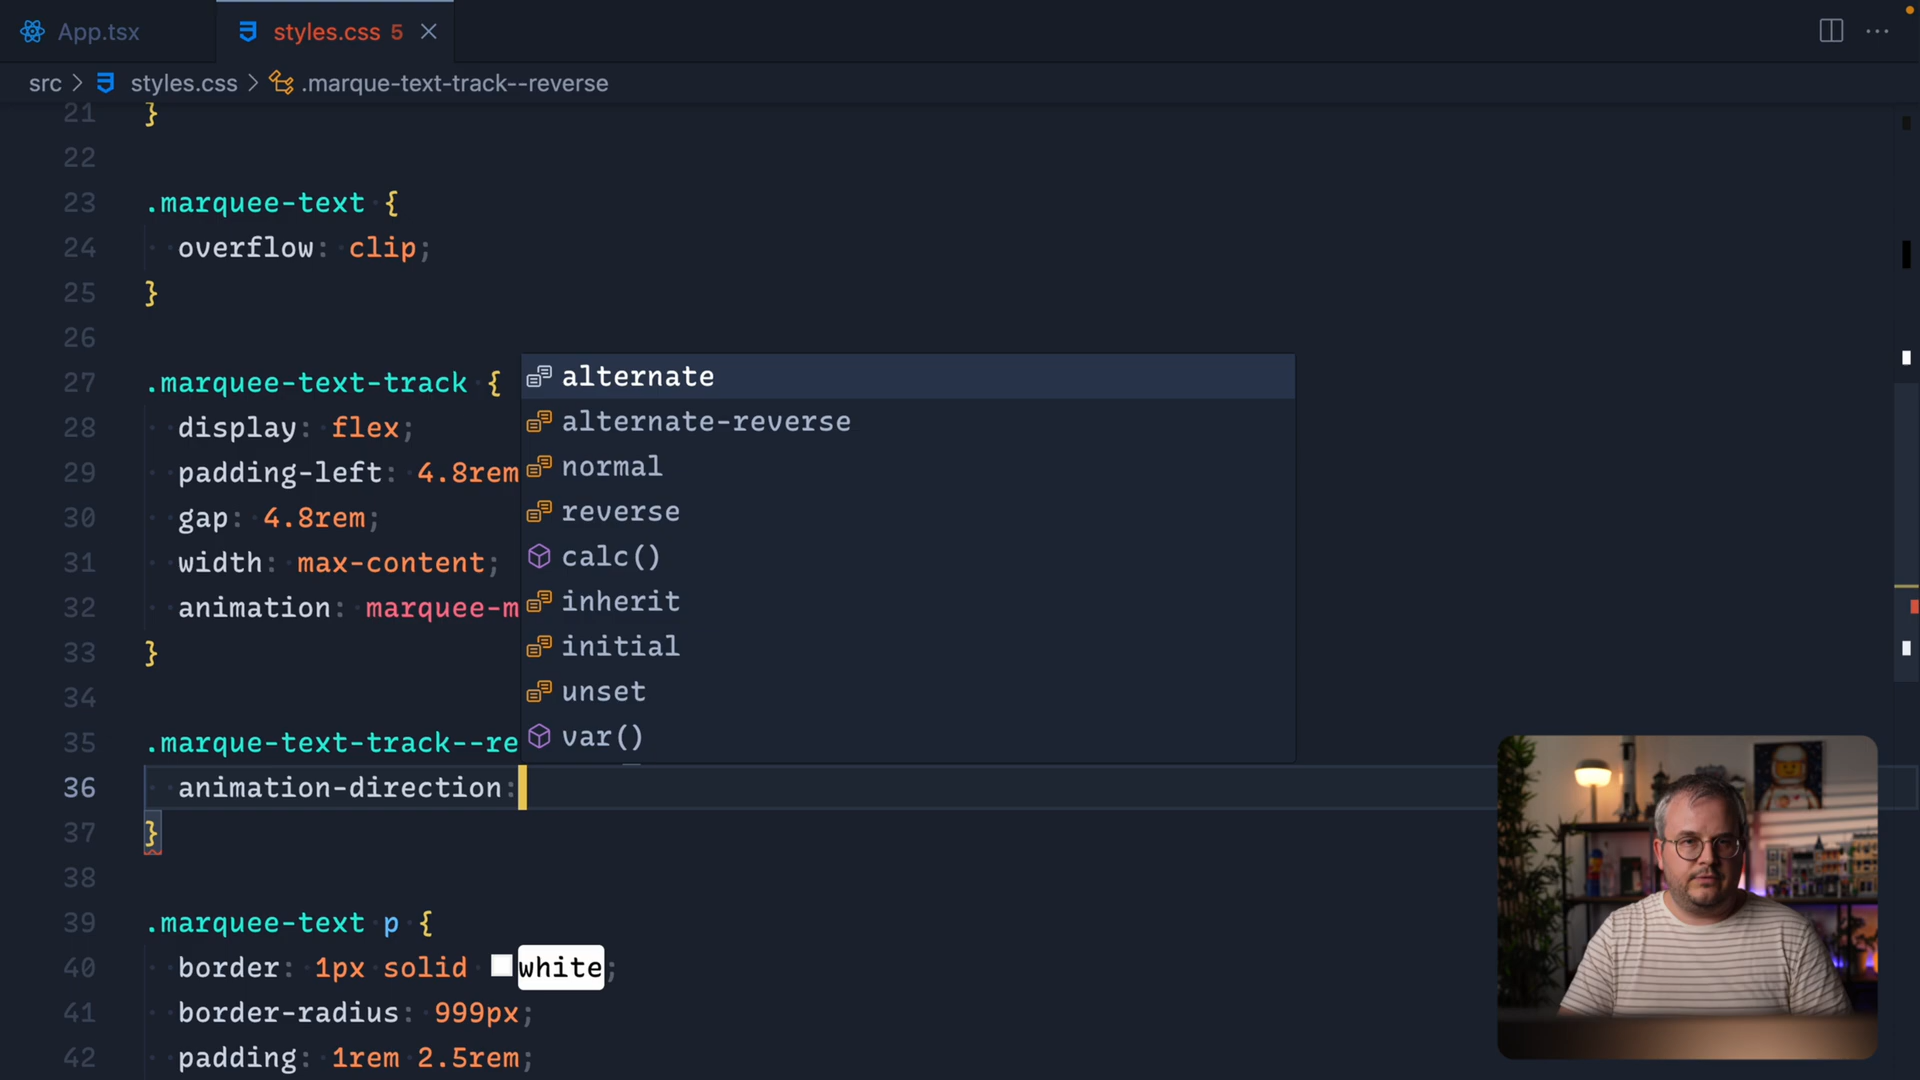 App.tsx
styles.css 5
src > styles.css > .marque-text-track--reverse
21 }
22
23 .marquee-text {
24 overflow: clip;
25 }
26
27 .marquee-text-track {
28 display: flex;
29 padding-left: 4.8rem
30 gap: 4.8rem;
31 width: max-content;
32 animation: marquee-m
33 }
34
35 .marque-text-track--re
36 animation-direction:
37 }
38
39 .marquee-text p {
40 border: 1px solid white;
41 border-radius: 999px;
42 padding: 1rem 2.5rem;
alternate
alternate-reverse
normal
reverse
calc()
inherit
initial
unset
var()